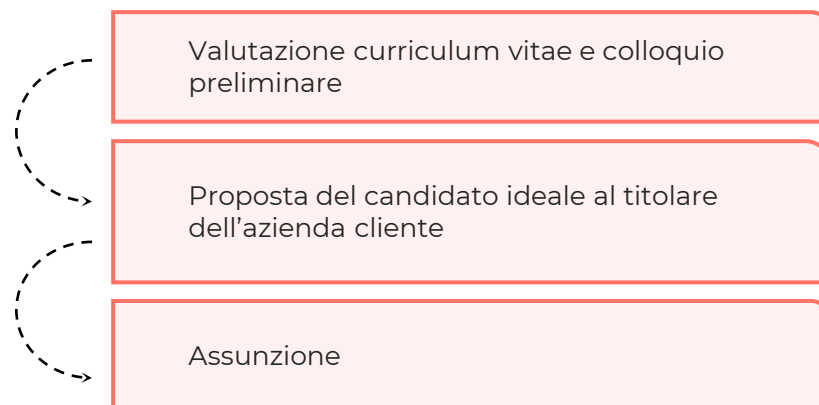 Valutazione curriculum vitae e colloquio
preliminare
Proposta del candidato ideale al titolare
dell’azienda cliente
Assunzione